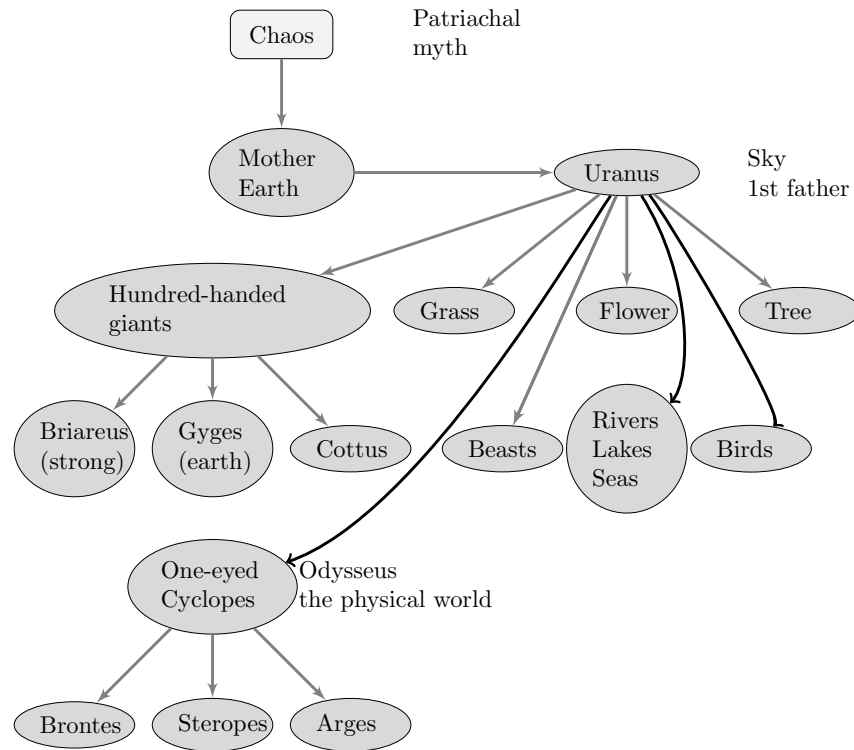 Chaos
Patriachal
myth
Mother
Earth
Uranus
Sky
1st father
Hundred-handed
giants
Grass
Flower
Tree
Briareus
(strong)
Gyges
(earth)
Cottus
Beasts
Rivers
Lakes
Seas
Birds
One-eyed
Cyclopes
Odysseus
the physical world
Brontes
Steropes
Arges